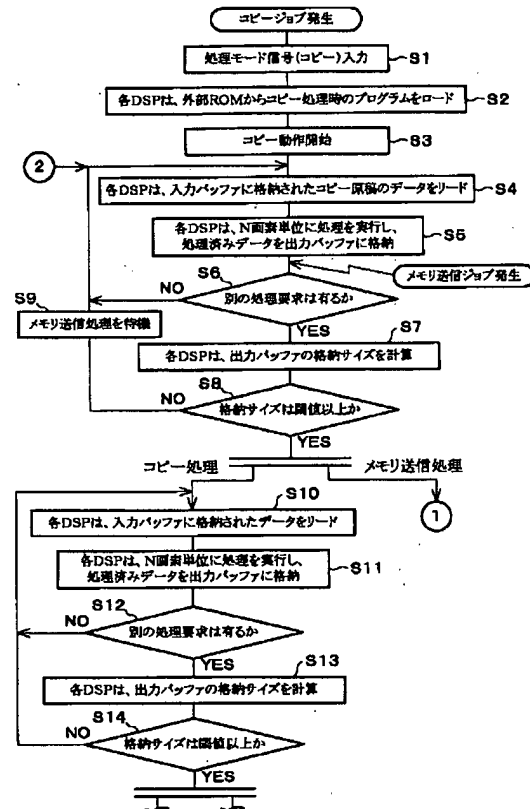 コピージョブ発生
処理モード信号(コピー)入力
S1
各DSPは、外部ROMからコピー処理時のプログラムをロード
S2
コピー動作開始
S3
2
各DSPは、入力バッファに格納されたコピー原稿のデータをリード
S4
各DSPは、N画素単位に処理を実行し、
処理済みデータを出力バッファに格納
S5
メモリ送信ジョブ発生
S6
別の処理要求は有るか
NO
YES
S9
メモリ送信処理を待機
S7
各DSPは、出力バッファの格納サイズを計算
S8
格納サイズは閾値以上か
NO
YES
コピー処理
メモリ送信処理
1
S10
各DSPは、入力バッファに格納されたデータをリード
各DSPは、N画素単位に処理を実行し、
処理済みデータを出力バッファに格納
S11
S12
別の処理要求は有るか
NO
YES
S13
各DSPは、出力バッファの格納サイズを計算
S14
格納サイズは閾値以上か
NO
YES